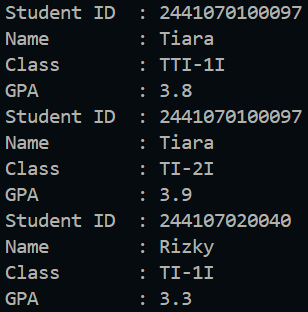 Student ID  : 2441070100097
Name        : Tiara
Class       : TTI-1I
GPA         : 3.8
Student ID  : 2441070100097
Name        : Tiara
Class       : TI-2I
GPA         : 3.9
Student ID  : 244107020040
Name        : Rizky
Class       : TI-1I
GPA         : 3.3